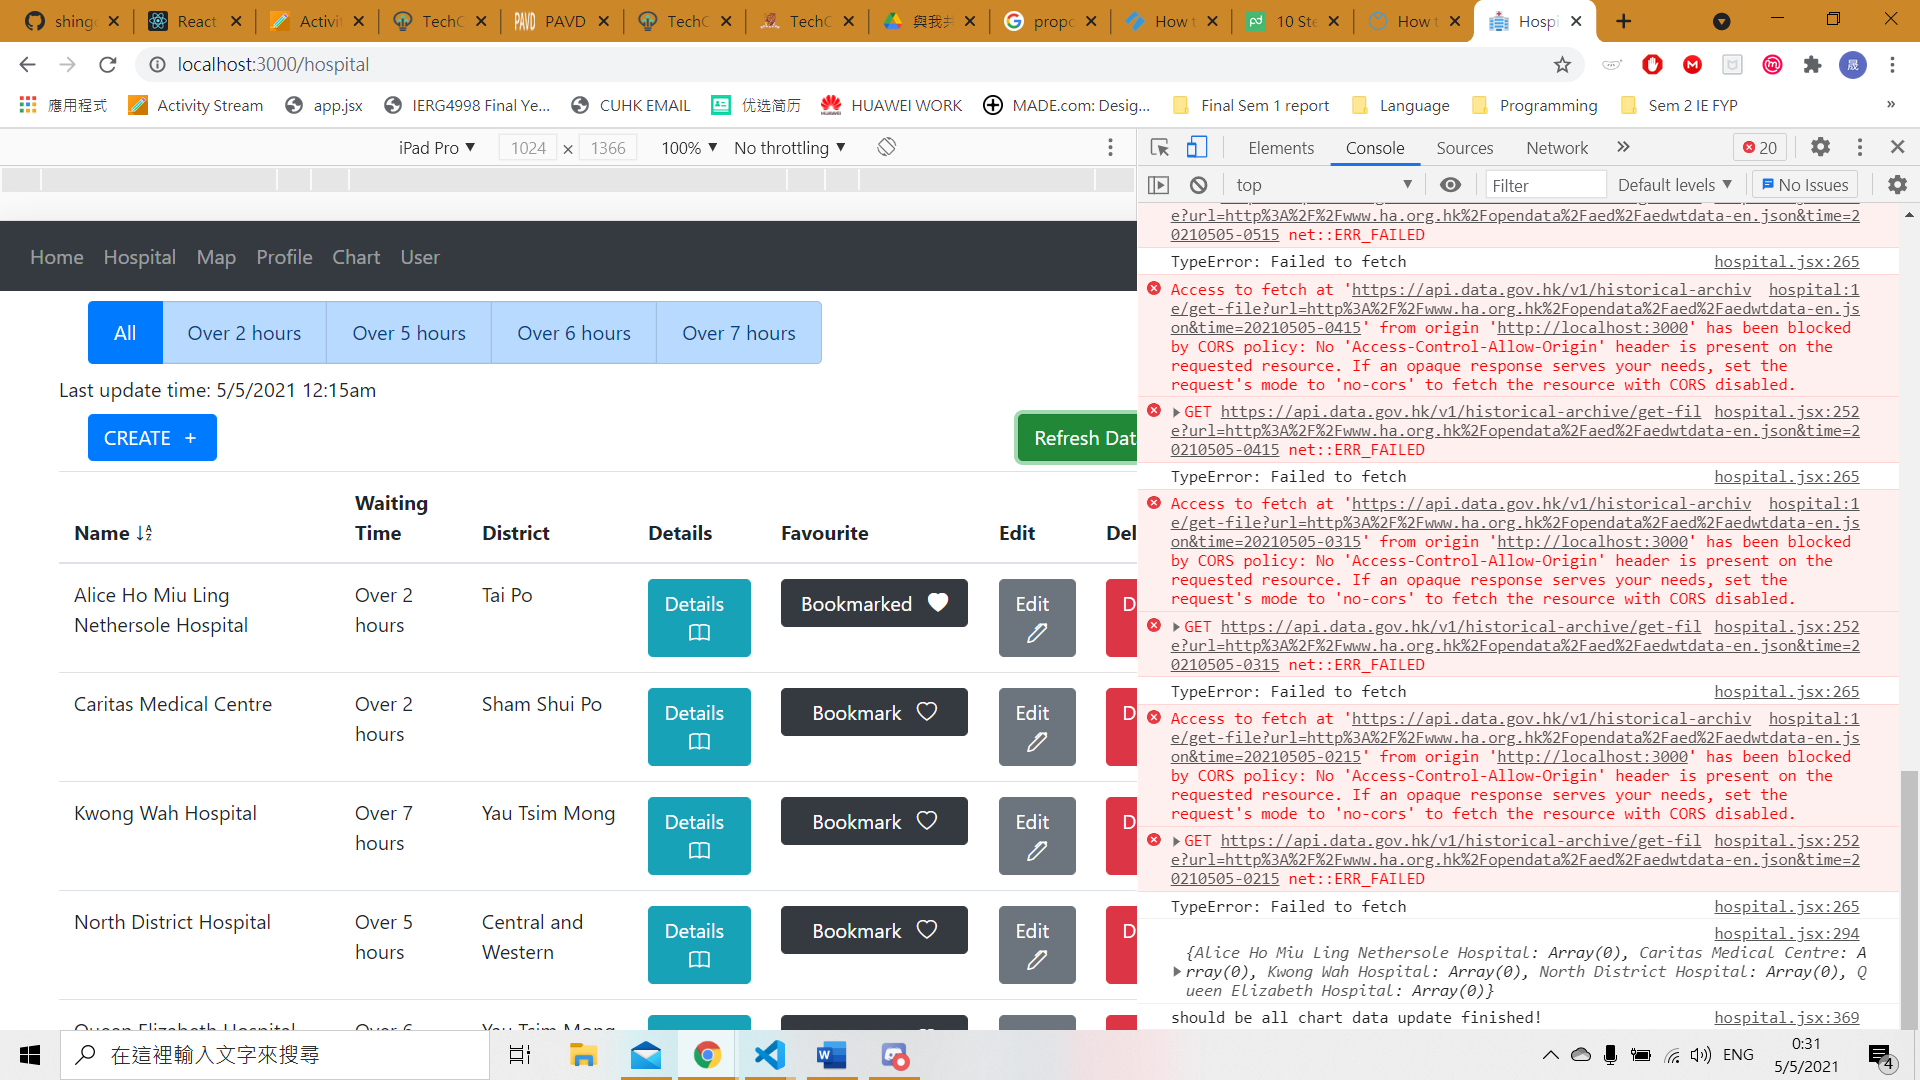 shing
React
Activit
TechC
PAVD PAVD
TechC
TechC
與我共
propo
How t
10 Ste
How t
Hospi
localhost:3000/hospital
晟
應用程式
Activity Stream
app.jsx
IERG4998 Final Ye...
CUHK EMAIL
优选简历
HUAWEI WORK
MADE.com: Desig...
Final Sem 1 report
Language
Programming
Sem 2 IE FYP
»
iPad Pro ▼ 1024 × 1366 100% ▼ No throttling ▼
Home Hospital Map Profile Chart User
All Over 2 hours Over 5 hours Over 6 hours Over 7 hours
Last update time: 5/5/2021 12:15am
CREATE +
Refresh Dat
Name Waiting Time District Details Favourite Edit Del
Alice Ho Miu Ling Over 2 Tai Po Details Bookmarked Edit D
Nethersole Hospital hours
Caritas Medical Centre Over 2 Sham Shui Po Details Bookmark Edit D
hours
Kwong Wah Hospital Over 7 Yau Tsim Mong Details Bookmark Edit D
hours
North District Hospital Over 5 Central and Details Bookmark Edit D
hours Western
Queen Elizabeth Hospital Over 6 Yau Tsim Mong
Elements Console Sources Network » 20
top ▼ Filter Default levels ▼ No Issues
e?url=http%3A%2F%2Fwww.ha.org.hk%2Fopendata%2Faed%2Faedwtdata-en.json&time=2
0210505-0515 net::ERR_FAILED
TypeError: Failed to fetch hospital.jsx:265
Access to fetch at 'https://api.data.gov.hk/v1/historical-archiv hospital:1
e/get-file?url=http%3A%2F%2Fwww.ha.org.hk%2Fopendata%2Faed%2Faedwtdata-en.js
on&time=20210505-0415' from origin 'http://localhost:3000' has been blocked
by CORS policy: No 'Access-Control-Allow-Origin' header is present on the
requested resource. If an opaque response serves your needs, set the
request's mode to 'no-cors' to fetch the resource with CORS disabled.
GET https://api.data.gov.hk/v1/historical-archive/get-fil hospital.jsx:252
e?url=http%3A%2F%2Fwww.ha.org.hk%2Fopendata%2Faed%2Faedwtdata-en.json&time=2
0210505-0415 net::ERR_FAILED
TypeError: Failed to fetch hospital.jsx:265
Access to fetch at 'https://api.data.gov.hk/v1/historical-archiv hospital:1
e/get-file?url=http%3A%2F%2Fwww.ha.org.hk%2Fopendata%2Faed%2Faedwtdata-en.js
on&time=20210505-0315' from origin 'http://localhost:3000' has been blocked
by CORS policy: No 'Access-Control-Allow-Origin' header is present on the
requested resource. If an opaque response serves your needs, set the
request's mode to 'no-cors' to fetch the resource with CORS disabled.
GET https://api.data.gov.hk/v1/historical-archive/get-fil hospital.jsx:252
e?url=http%3A%2F%2Fwww.ha.org.hk%2Fopendata%2Faed%2Faedwtdata-en.json&time=2
0210505-0315 net::ERR_FAILED
TypeError: Failed to fetch hospital.jsx:265
Access to fetch at 'https://api.data.gov.hk/v1/historical-archiv hospital:1
e/get-file?url=http%3A%2F%2Fwww.ha.org.hk%2Fopendata%2Faed%2Faedwtdata-en.js
on&time=20210505-0215' from origin 'http://localhost:3000' has been blocked
by CORS policy: No 'Access-Control-Allow-Origin' header is present on the
requested resource. If an opaque response serves your needs, set the
request's mode to 'no-cors' to fetch the resource with CORS disabled.
GET https://api.data.gov.hk/v1/historical-archive/get-fil hospital.jsx:252
e?url=http%3A%2F%2Fwww.ha.org.hk%2Fopendata%2Faed%2Faedwtdata-en.json&time=2
0210505-0215 net::ERR_FAILED
TypeError: Failed to fetch hospital.jsx:265
hospital.jsx:294
{Alice Ho Miu Ling Nethersole Hospital: Array(0), Caritas Medical Centre: A
rray(0), Kwong Wah Hospital: Array(0), North District Hospital: Array(0), Q
ueen Elizabeth Hospital: Array(0)}
should be all chart data update finished! hospital.jsx:369
在這裡輸入文字來搜尋
ENG
0:31
5/5/2021
4